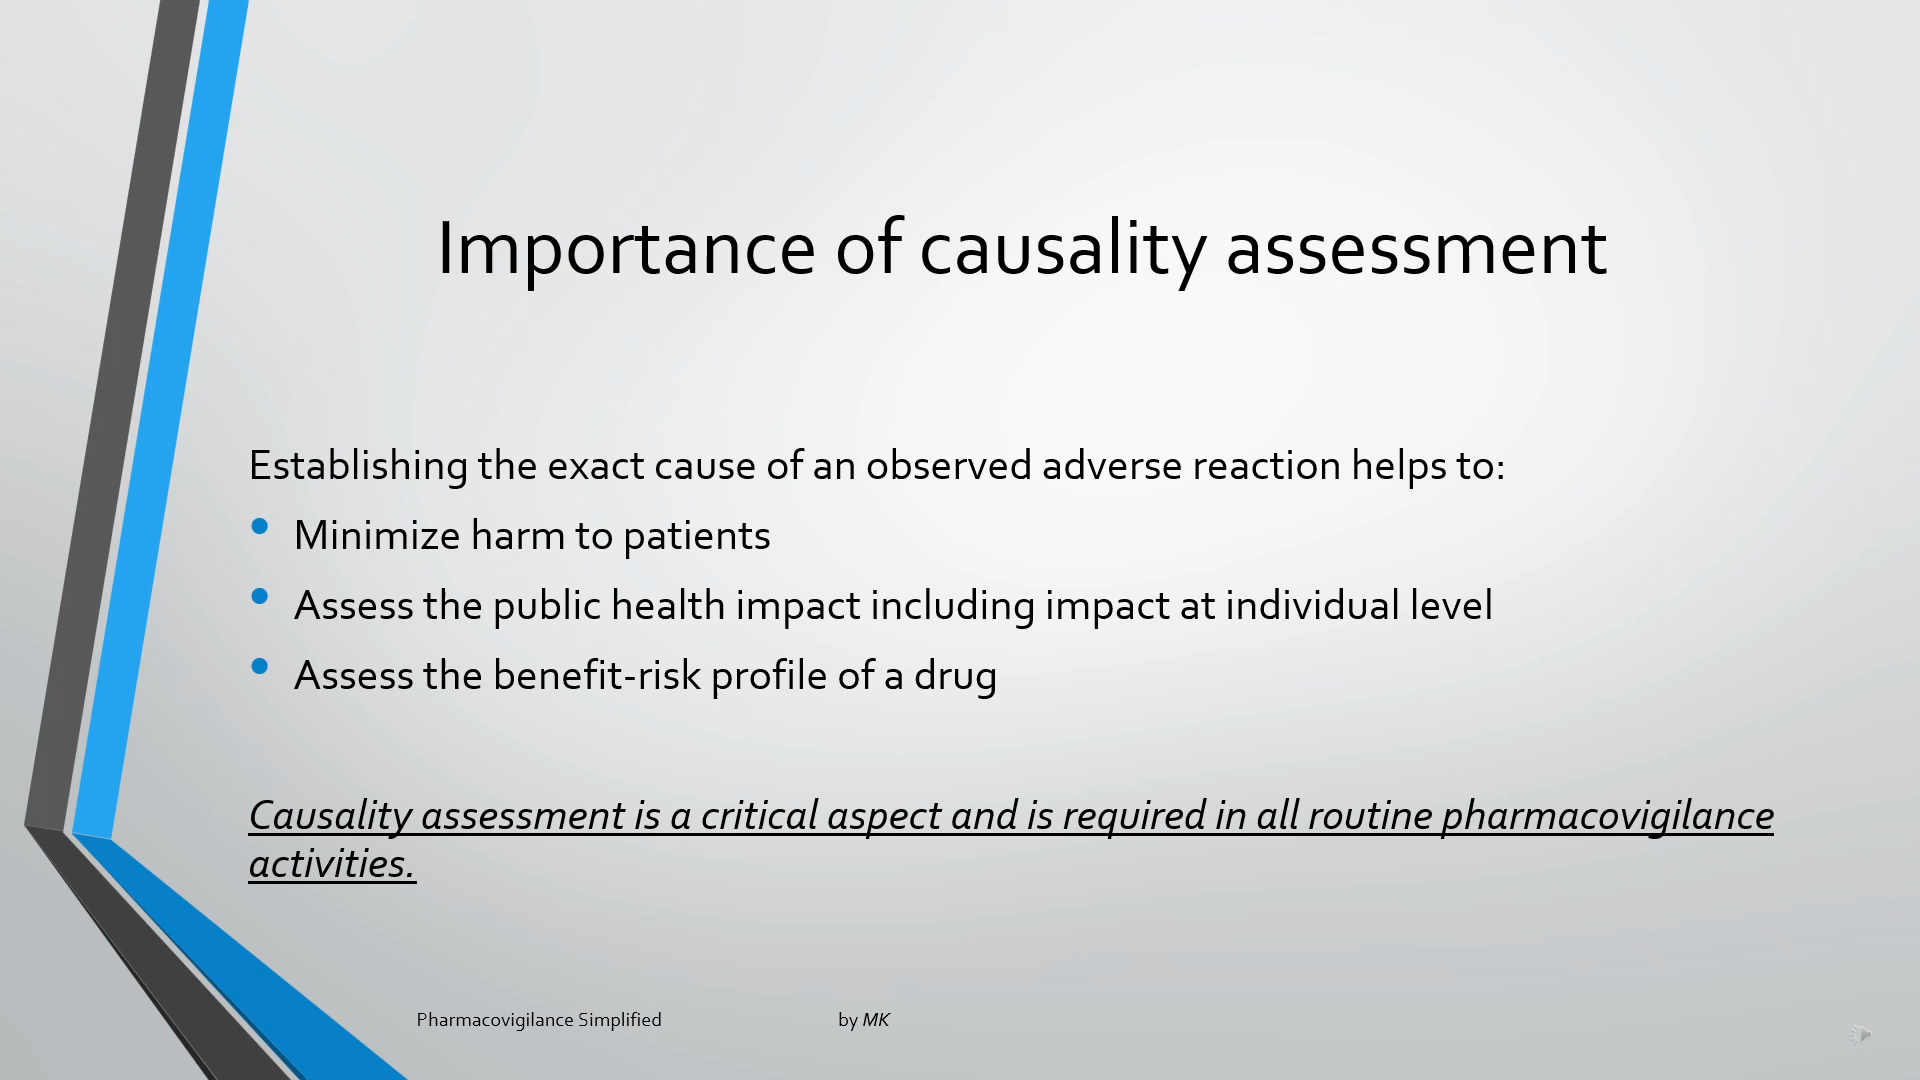 Importance of causality assessment
Establishing the exact cause of an observed adverse reaction helps to:
• Minimize harm to patients
• Assess the public health impact including impact at individual level
• Assess the benefit-risk profile of a drug
Causality assessment is a critical aspect and is required in all routine pharmacovigilance
activities.
Pharmacovigilance Simplified by MK